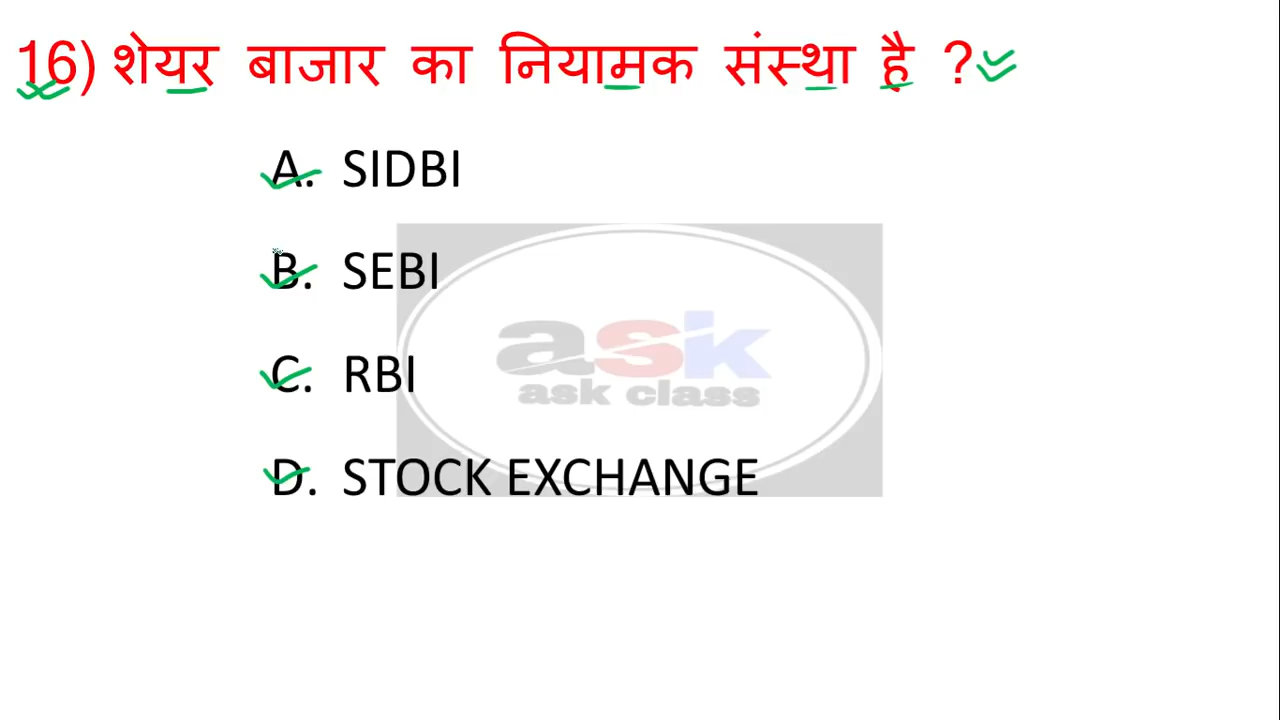 16) शेयर बाजार का नियामक संस्था है ?
A. SIDBI
B. SEBI
ask
ask class
C. RBI
D. STOCK EXCHANGE